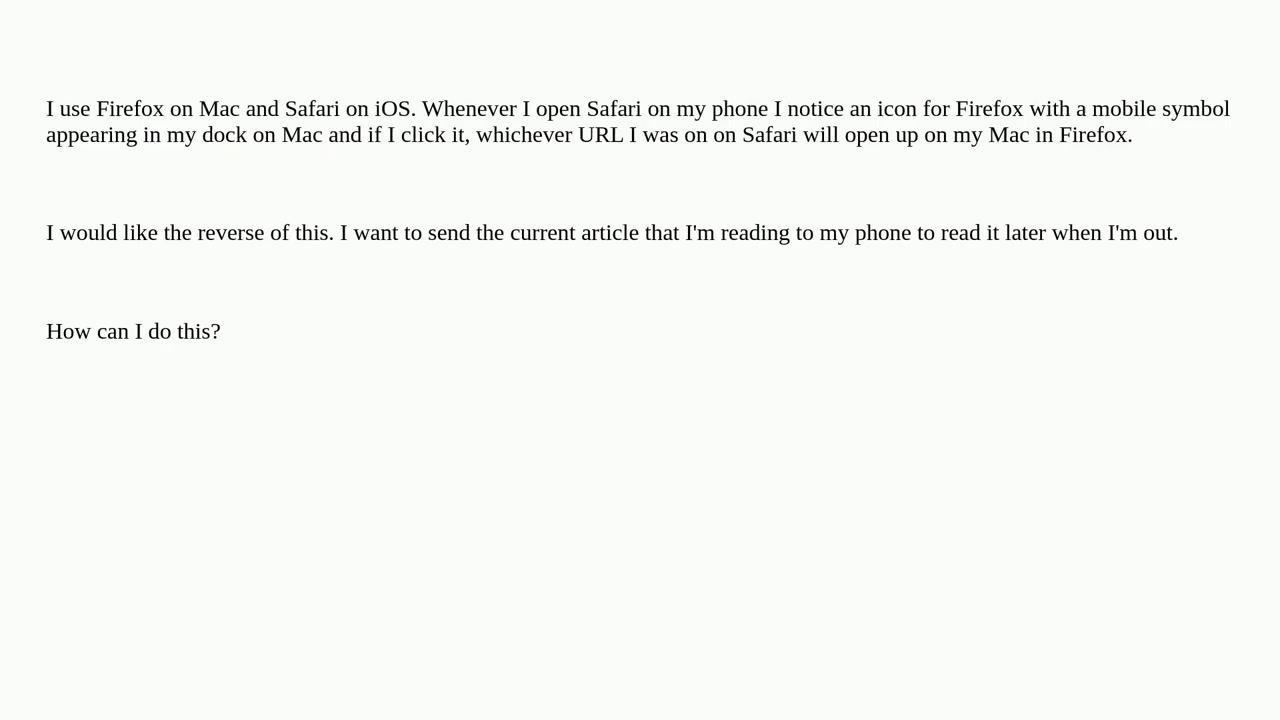 I use Firefox on Mac and Safari on iOS. Whenever I open Safari on my phone I notice an icon for Firefox with a mobile symbol
appearing in my dock on Mac and if I click it, whichever URL I was on on Safari will open up on my Mac in Firefox.
I would like the reverse of this. I want to send the current article that I'm reading to my phone to read it later when I'm out.
How can I do this?